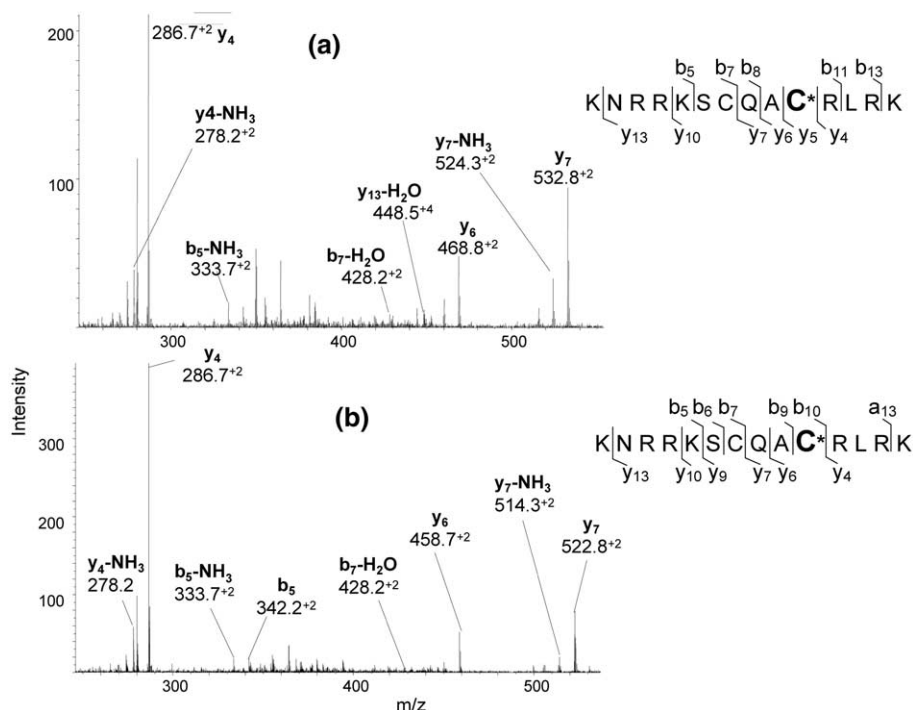 (a)
200
100
286.7+2 y4
y4-NH3
278.2+2
b5-NH3
333.7+2
b7-H2O
428.2+2
y13-H2O
448.5+4
y6
468.8+2
y7-NH3
524.3+2
y7
532.8+2
300 400 500
b5 b7 b8 b11 b13
KNRRKSCQAC*RLRK
y13 y10 y7 y6 y5 y4
(b)
Intensity
300
200
100
y4
286.7+2
y4-NH3
278.2
b5-NH3
333.7+2
b5
342.2+2
b7-H2O
428.2+2
y6
458.7+2
y7-NH3
514.3+2
y7
522.8+2
300 400 500
m/z
b5 b6 b7 b9 b10 a13
KNRRKSCQAC*RLRK
y13 y10 y9 y7 y6 y4